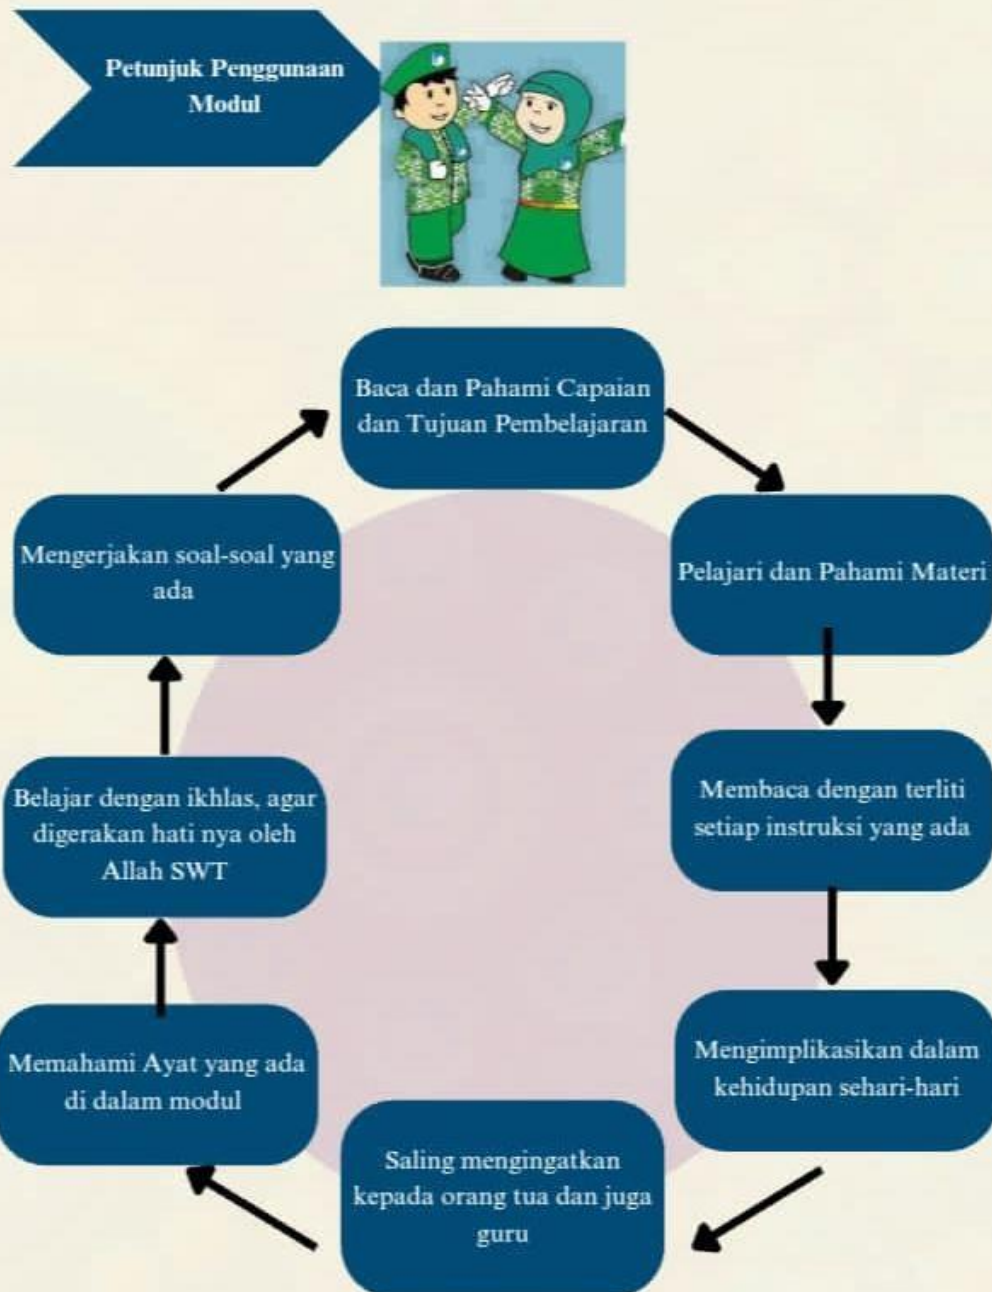 Petunjuk Penggunaan
Modul
Baca dan Pahami Capaian
dan Tujuan Pembelajaran
Pelajari dan Pahami Materi
Membaca dengan terliti
setiap instruksi yang ada
Mengimplikasikan dalam
kehidupan sehari-hari
Saling mengingatkan
kepada orang tua dan juga
guru
Memahami Ayat yang ada
di dalam modul
Belajar dengan ikhlas, agar
digerakan hati nya oleh
Allah SWT
Mengerjakan soal-soal yang
ada